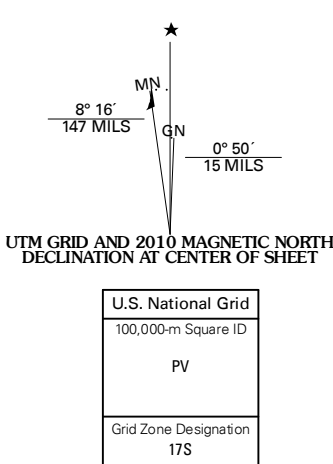 ★
MN
8° 16´
147 MILS
GN
0° 50´
15 MILS
UTM GRID AND 2010 MAGNETIC NORTH
DECLINATION AT CENTER OF SHEET
U.S. National Grid
100,000-m Square ID
PV
Grid Zone Designation
17S